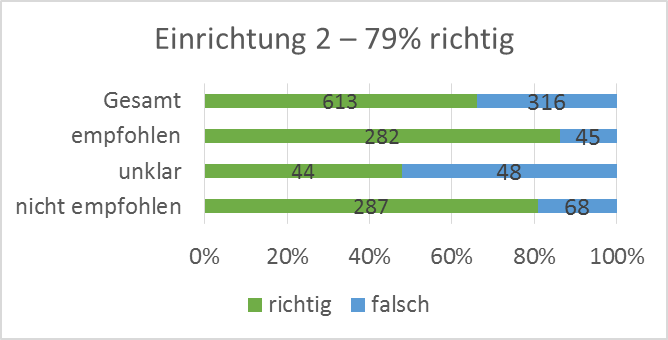 Einrichtung 2 – 79% richtig
Gesamt 613 316
empfohlen 282 45
unklar 44 48
nicht empfohlen 287 68
0% 20% 40% 60% 80% 100%
richtig falsch